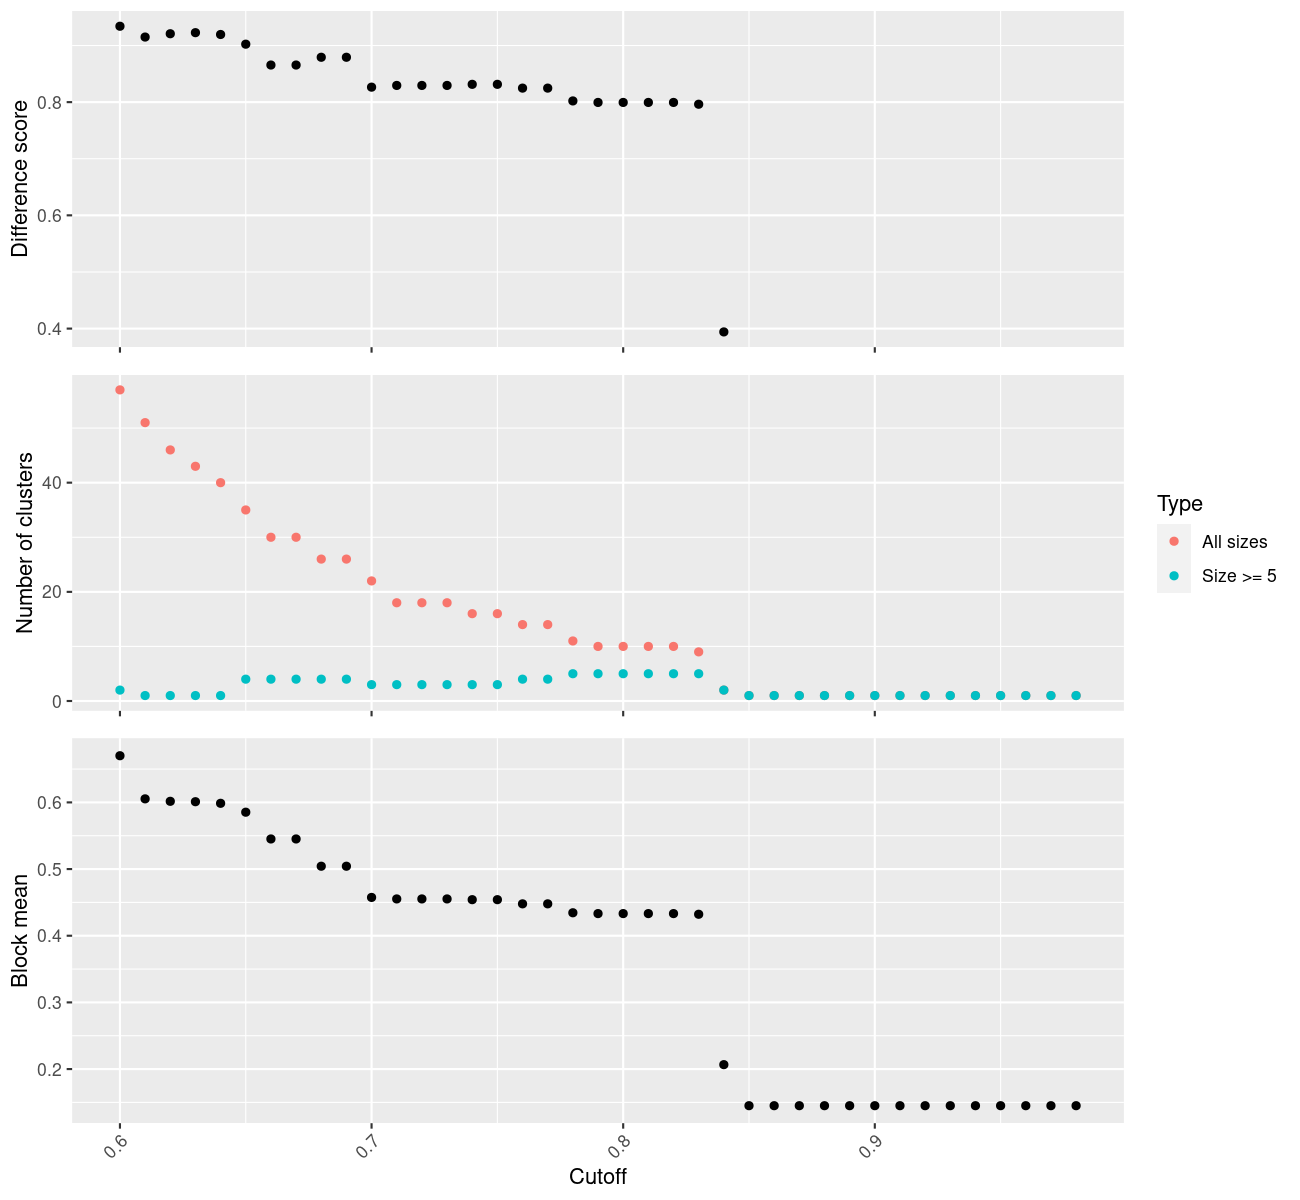 Difference score
0.8
0.6
0.4
Number of clusters
40
20
0
Type
All sizes
Size >= 5
Block mean
0.6
0.5
0.4
0.3
0.2
0.6
0.7
0.8
0.9
Cutoff